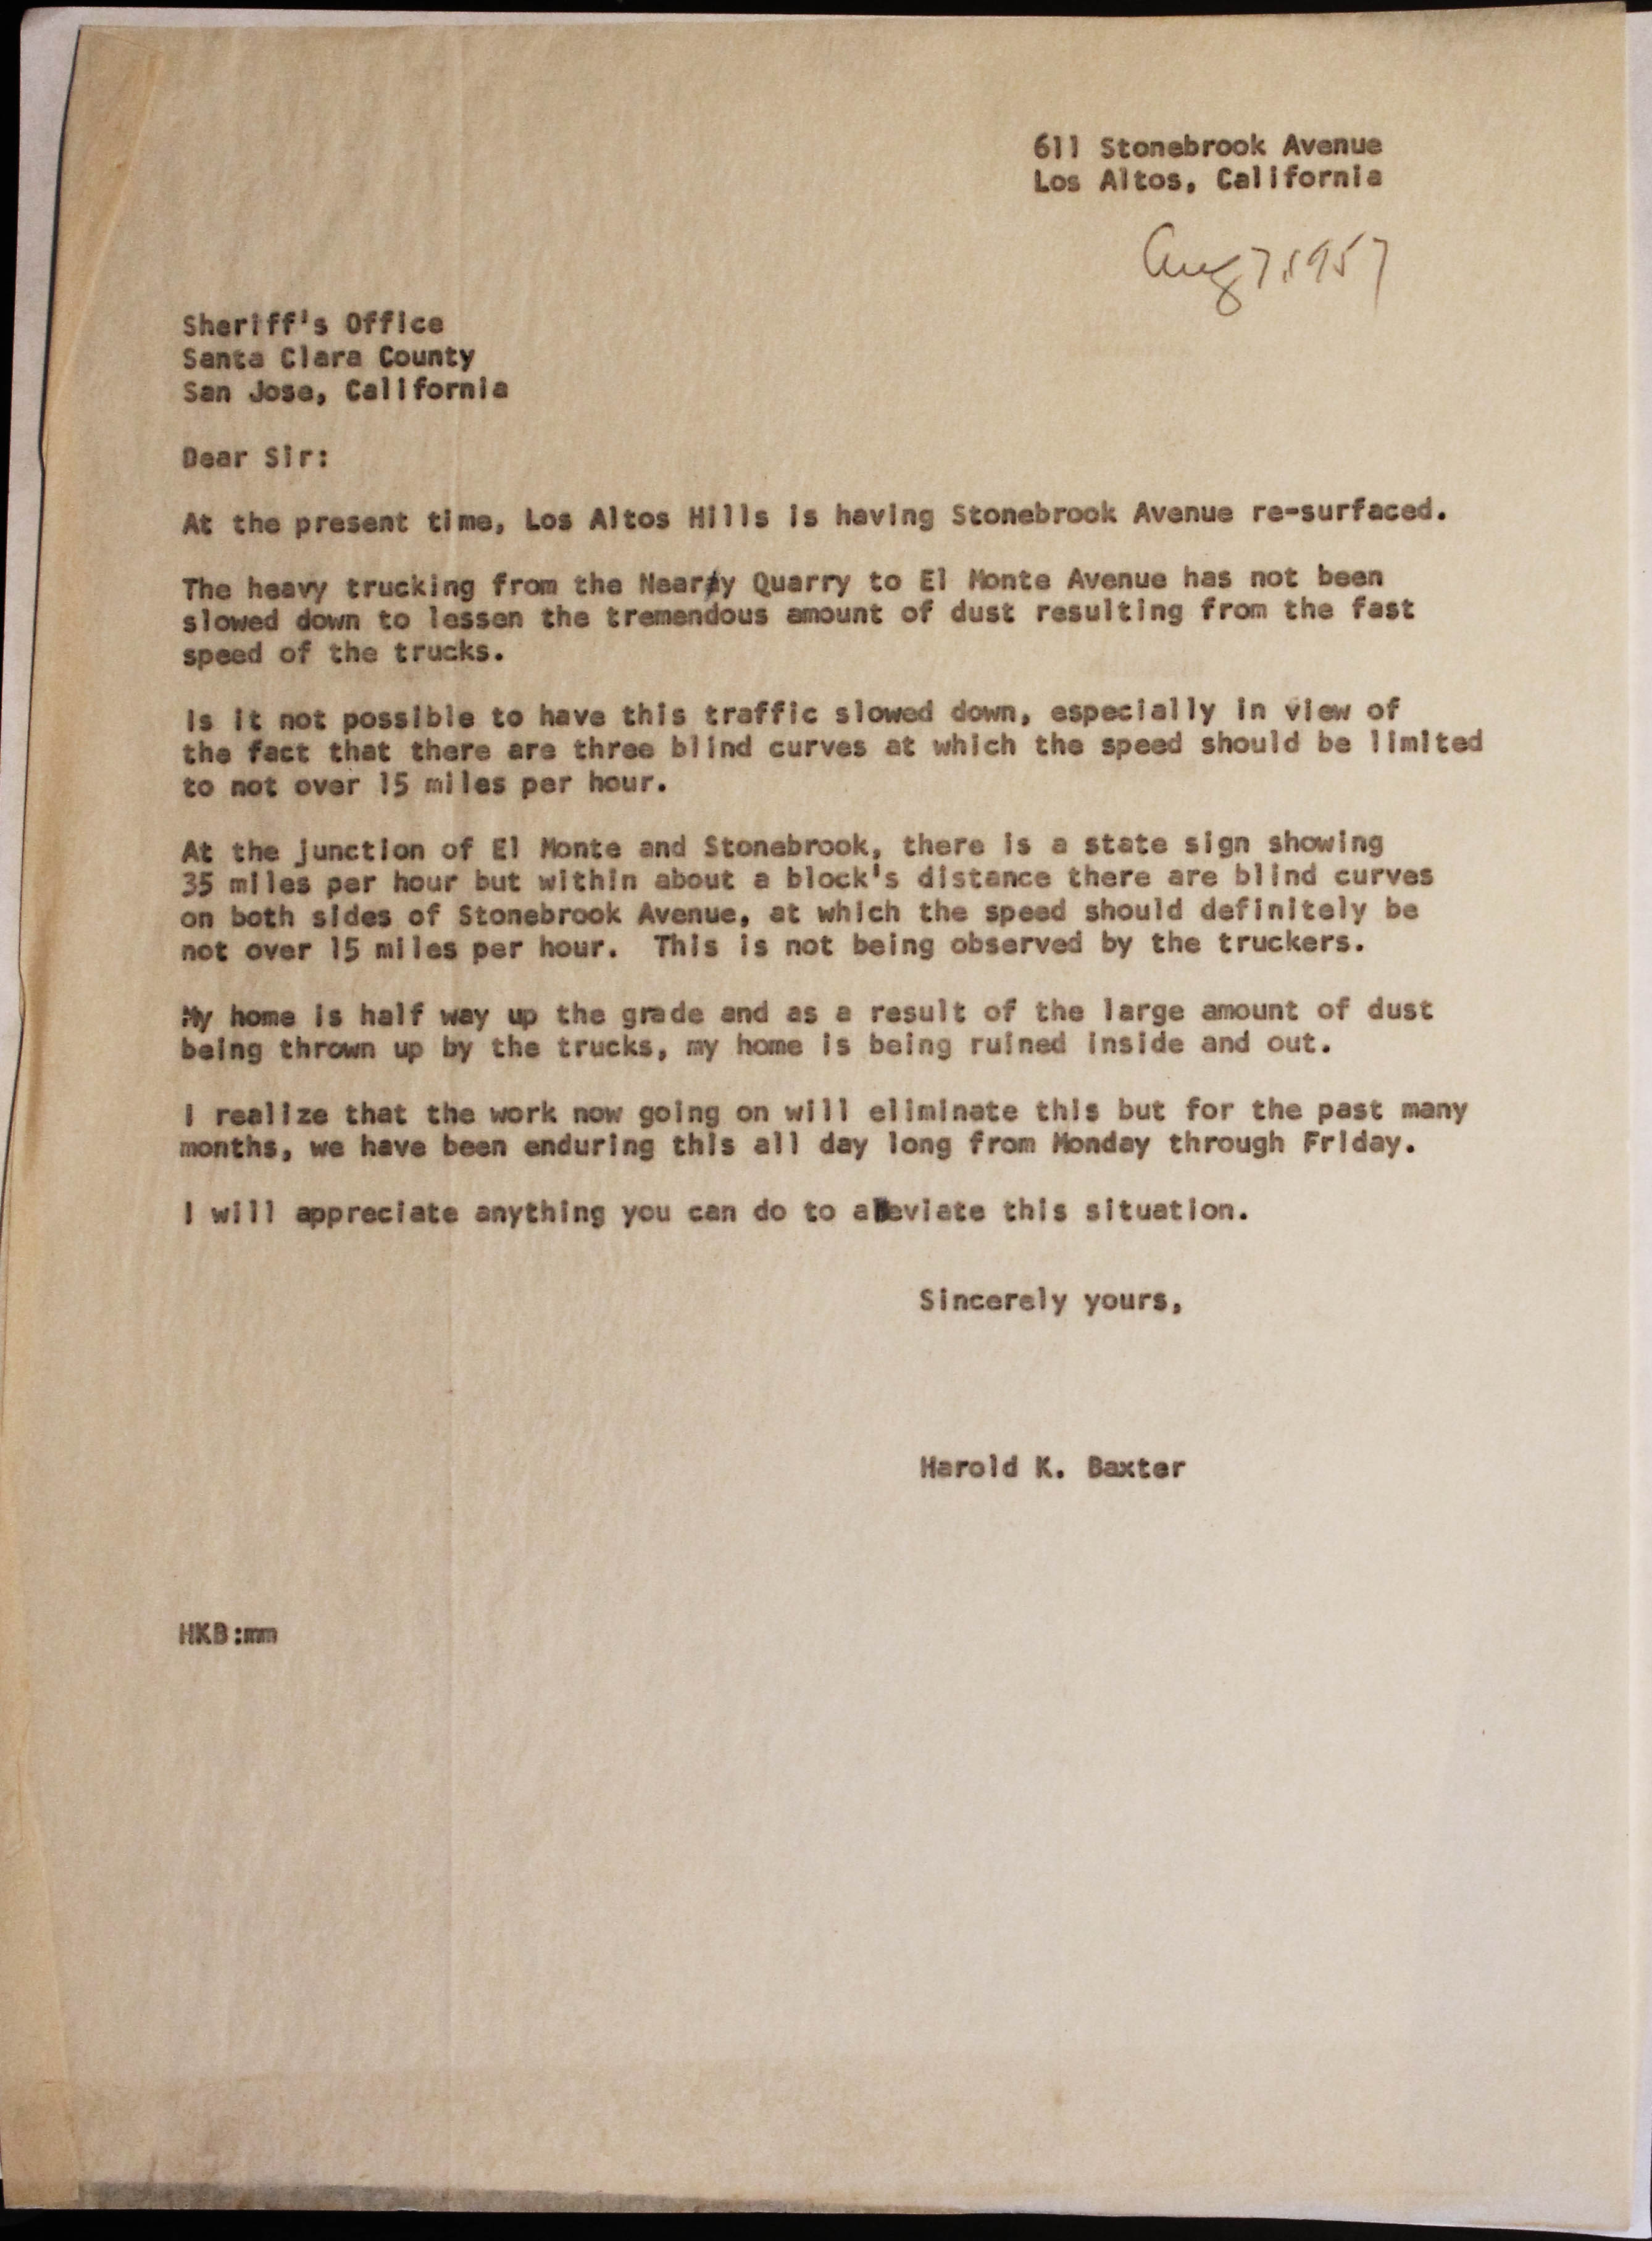 611 Stonebrook Avenue
Los Altos, California
Aug 7, 1957
Sheriff's Office
Santa Clara County
San Jose, California
Dear Sir:
At the present time, Los Altos Hills is having Stonebrook Avenue re-surfaced.
The heavy trucking from the Neary Quarry to El Monte Avenue has not been
slowed down to lessen the tremendous amount of dust resulting from the fast
speed of the trucks.
Is it not possible to have this traffic slowed down, especially in view of
the fact that there are three blind curves at which the speed should be limited
to not over 15 miles per hour.
At the junction of El Monte and Stonebrook, there is a state sign showing
35 miles per hour but within about a block's distance there are blind curves
on both sides of Stonebrook Avenue, at which the speed should definitely be
not over 15 miles per hour.  This is not being observed by the truckers.
My home is half way up the grade and as a result of the large amount of dust
being thrown up by the trucks, my home is being ruined inside and out.
I realize that the work now going on will eliminate this but for the past many
months, we have been enduring this all day long from Monday through Friday.
I will appreciate anything you can do to this situation.
Sincerely yours,
Harold K. Baxter
HKB:mm